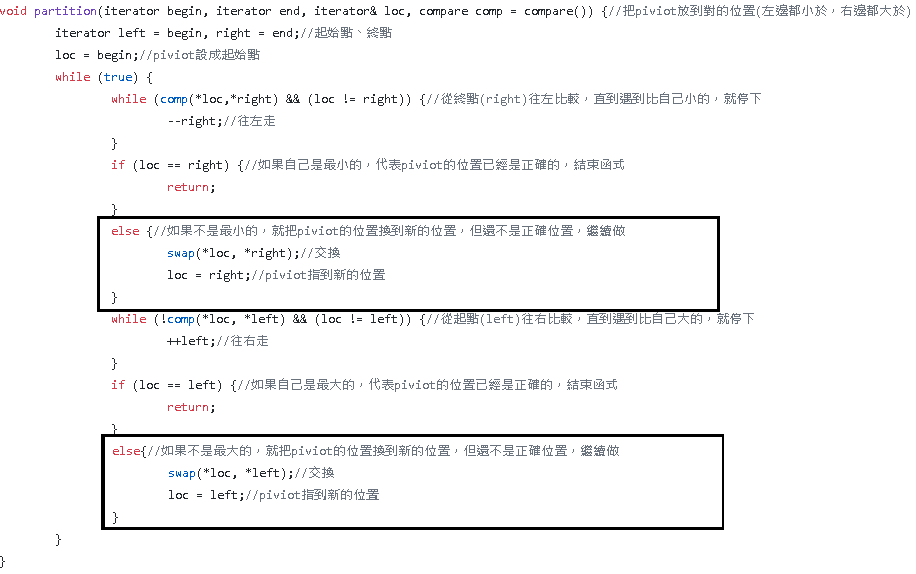 void partition(iterator begin, iterator end, iterator& loc, compare comp = compare()) {//把piviot放到對的位置(左邊都小於，右邊都大於)
iterator left = begin, right = end;//起始點、終點
loc = begin;//piviot設成起始點
while (true) {
while (comp(*loc,*right) && (loc != right)) {//從終點(right)往左比較，直到遇到比自己小的，就停下
--right;//往左走
}
if (loc == right) {//如果自己是最小的，代表piviot的位置已經是正確的，結束函式
return;
}
else {//如果不是最小的，就把piviot的位置換到新的位置，但還不是正確位置，繼續做
swap(*loc, *right);//交換
loc = right;//piviot指到新的位置
}
while (!comp(*loc, *left) && (loc != left)) {//從起點(left)往右比較，直到遇到比自己大的，就停下
++left;//往右走
}
if (loc == left) {//如果自己是最大的，代表piviot的位置已經是正確的，結束函式
return;
}
else{//如果不是最大的，就把piviot的位置換到新的位置，但還不是正確位置，繼續做
swap(*loc, *left);//交換
loc = left;//piviot指到新的位置
}
}
}